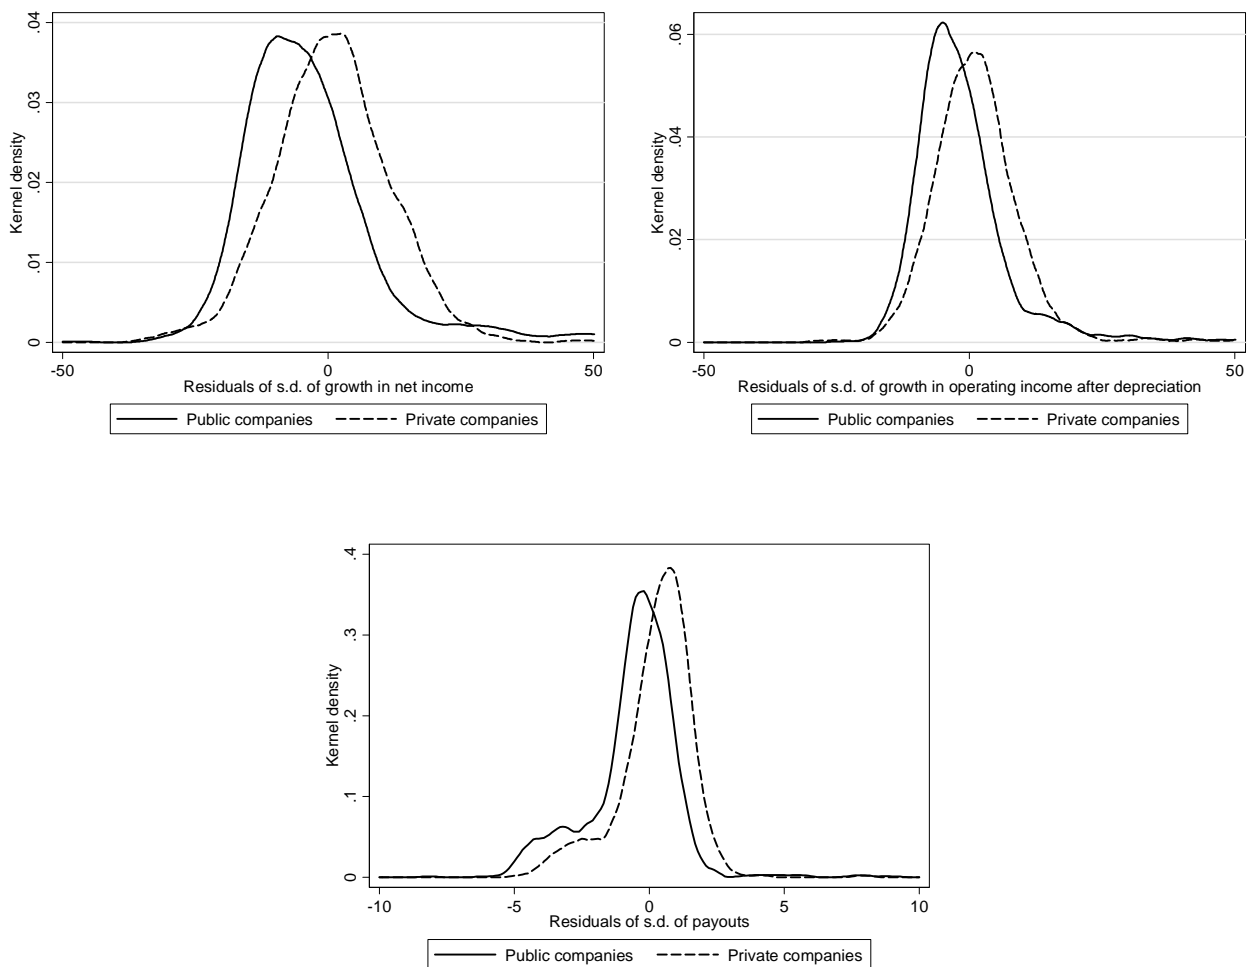 .04
.03
.02
.01
0
Kernel density
-50
0
50
Residuals of s.d. of growth in net income
Public companies
Private companies
.06
.04
.02
0
Kernel density
-50
0
50
Residuals of s.d. of growth in operating income after depreciation
Public companies
Private companies
.4
.3
.2
.1
0
Kernel density
-10
-5
0
5
10
Residuals of s.d. of payouts
Public companies
Private companies